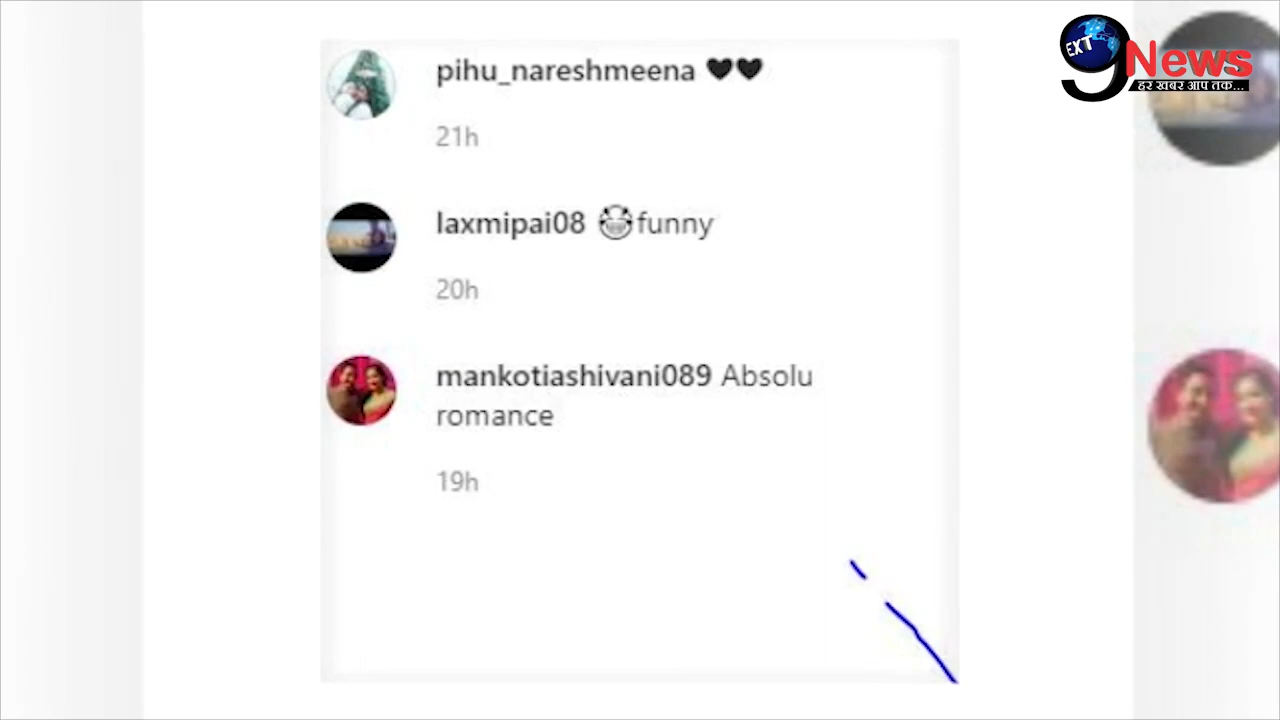 pihu_nareshmeena 🖤🖤
21h
laxmipai08 😂funny
20h
mankotiashivani089 Absolu
romance
19h
EXT
9News
हर खबर आप तक...